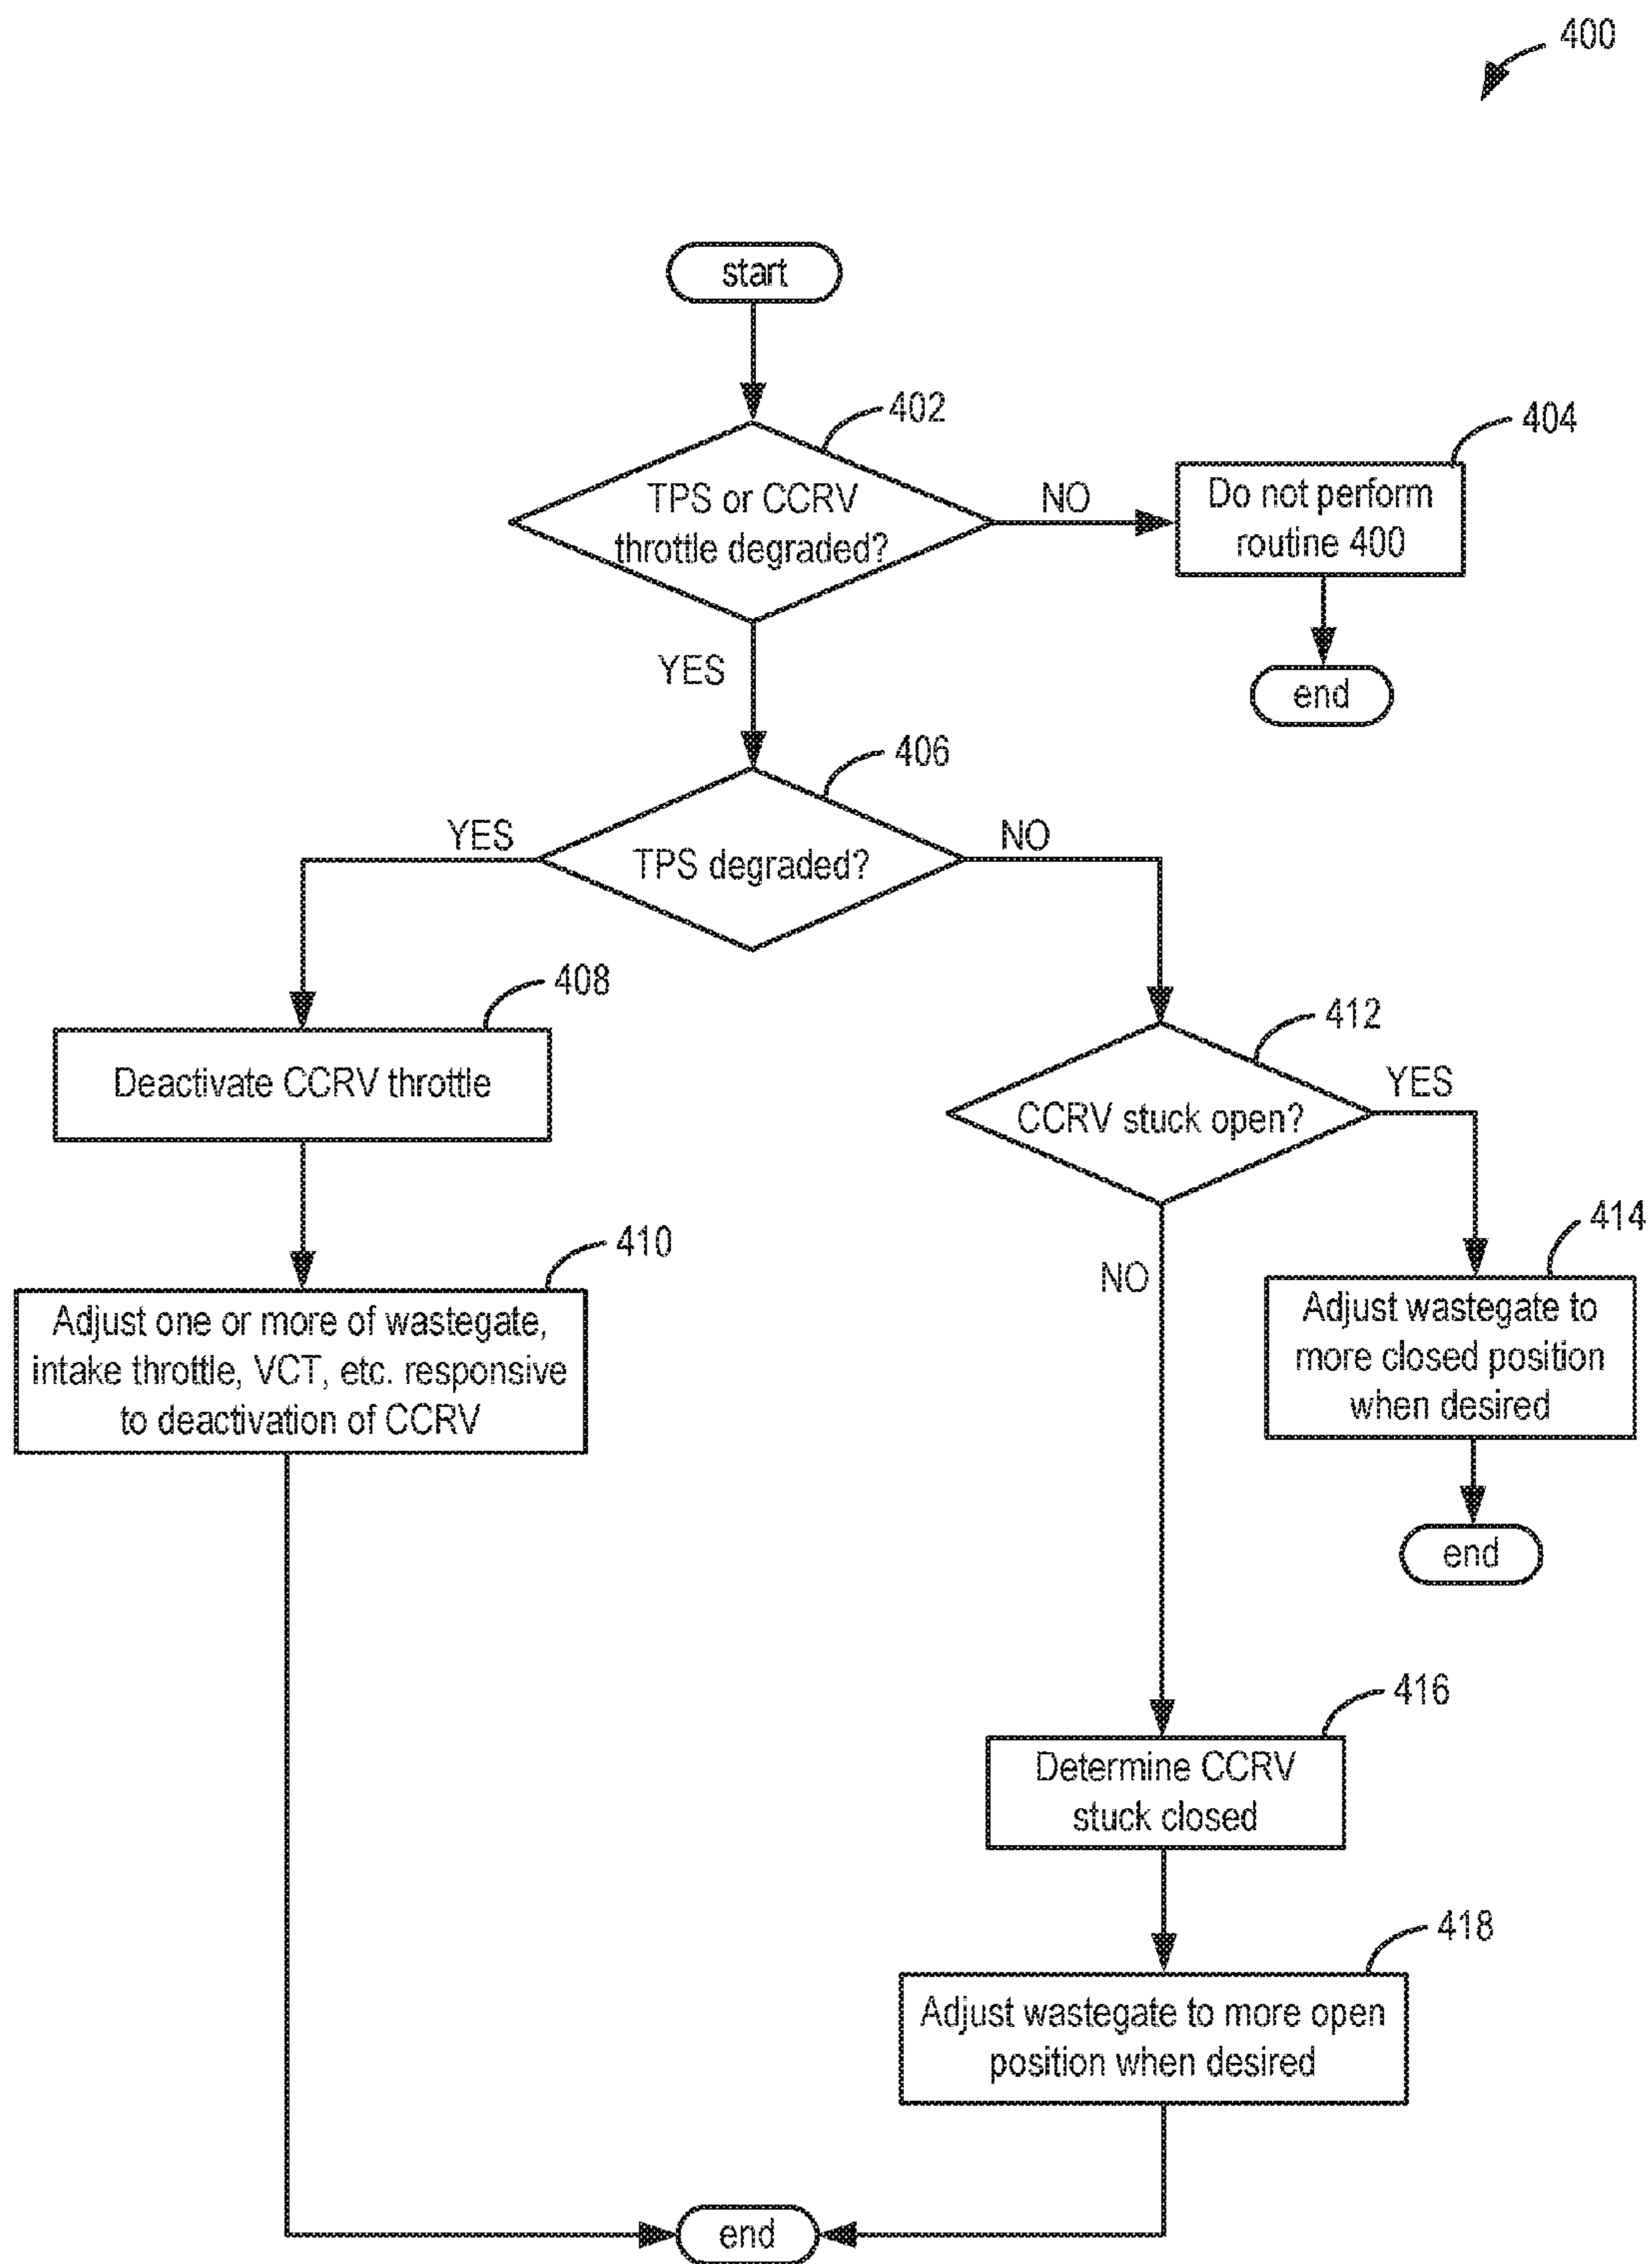 400
start
402
TPS or CCRV
throttle degraded?
NO
404
Do not perform
routine 400
end
YES
406
TPS degraded?
YES
NO
408
Deactivate CCRV throttle
410
Adjust one or more of wastegate,
intake throttle, VCT, etc. responsive
to deactivation of CCRV
412
CCRV stuck open?
YES
NO
414
Adjust wastegate to
more closed position
when desired
end
416
Determine CCRV
stuck closed
418
Adjust wastegate to more open
position when desired
end